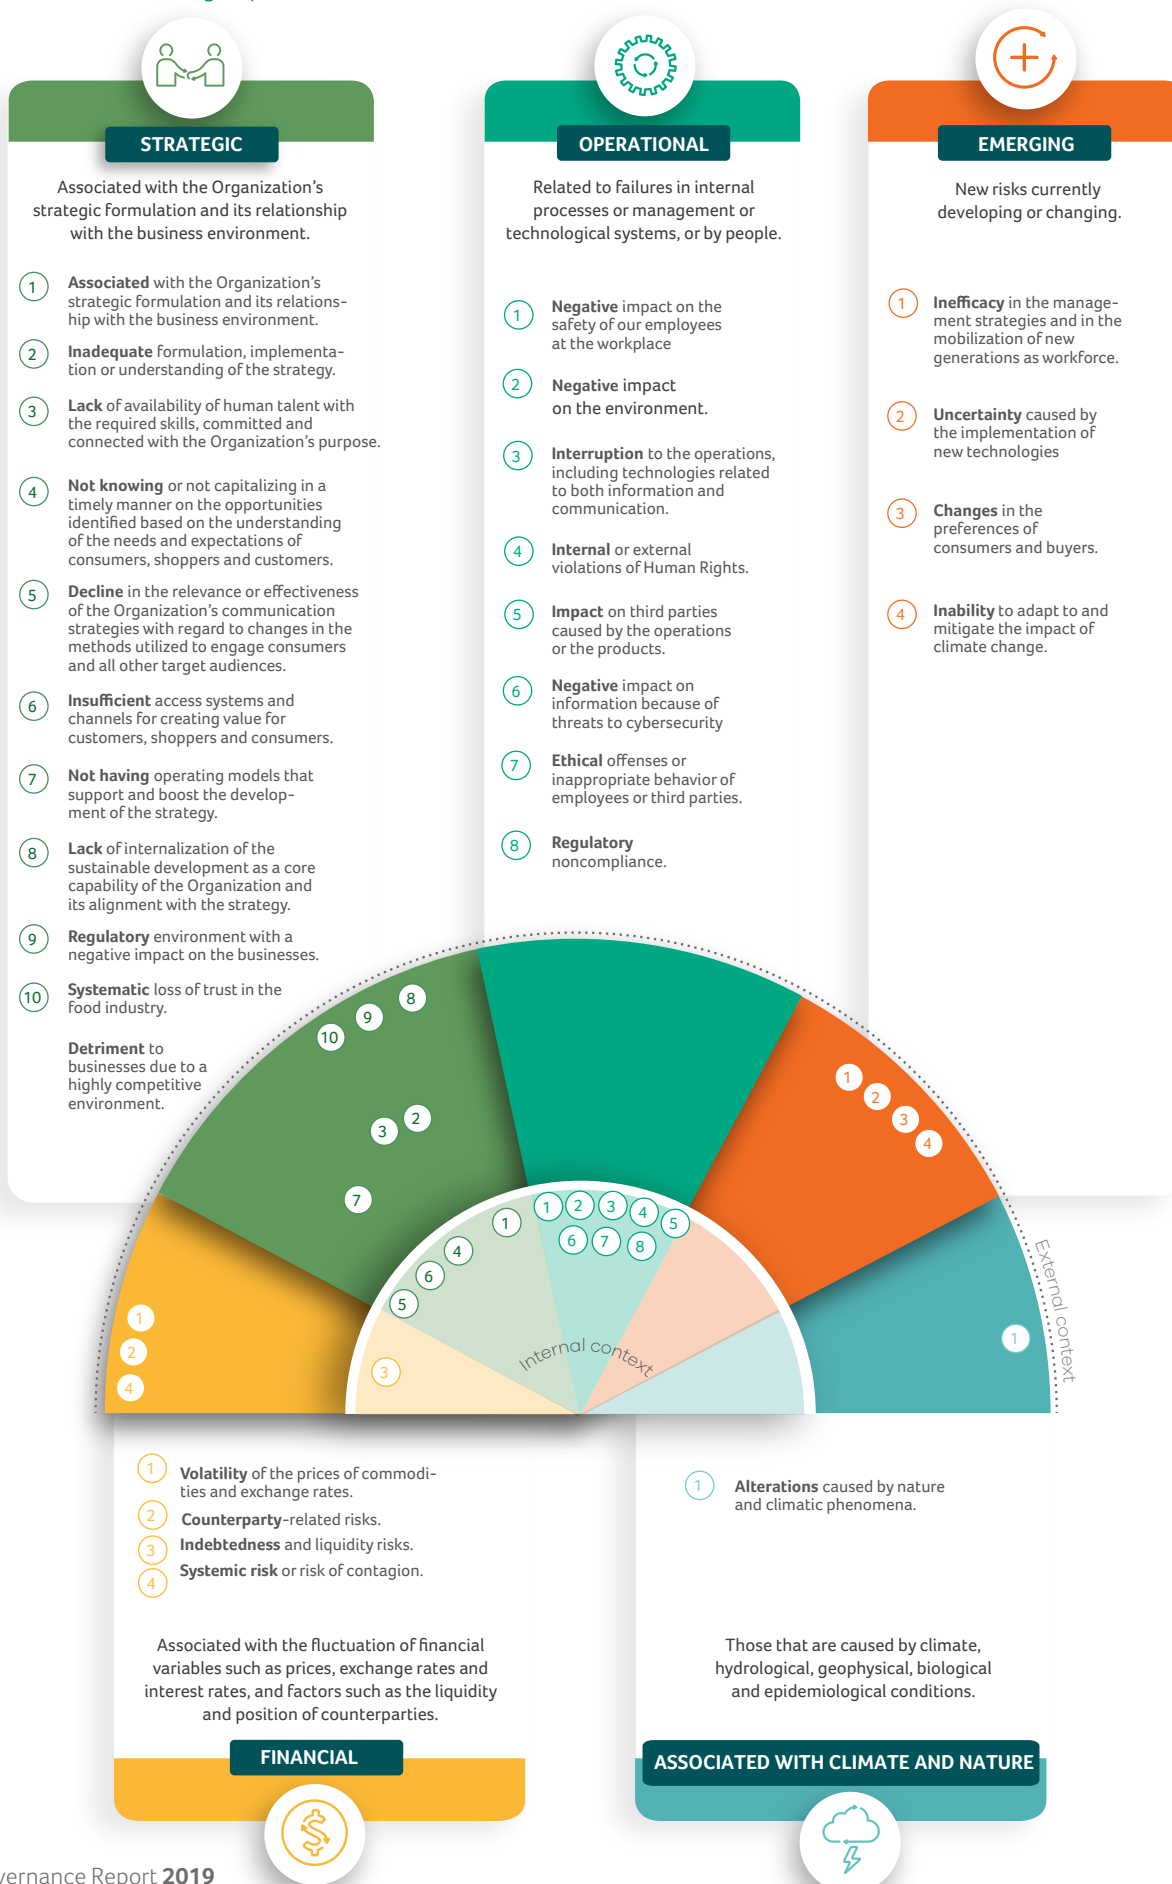 STRATEGIC
Associated with the Organization's
strategic formulation and its relationship
with the business environment.
1
Associated with the Organization's
strategic formulation and its relations-
hip with the business environment.
2
Inadequate formulation, implementa-
tion or understanding of the strategy.
3
Lack of availability of human talent with
the required skills, committed and
connected with the Organization's purpose.
4
Not knowing or not capitalizing in a
timely manner on the opportunities
identified based on the understanding
of the needs and expectations of
consumers, shoppers and customers.
5
Decline in the relevance or effectiveness
of the Organization's communication
strategies with regard to changes in the
methods utilized to engage consumers
and all other target audiences.
6
Insufficient access systems and
channels for creating value for
customers, shoppers and consumers.
7
Not having operating models that
support and boost the develop-
ment of the strategy.
8
Lack of internalization of the
sustainable development as a core
capability of the Organization and
its alignment with the strategy.
9
Regulatory environment with a
negative impact on the businesses.
10
Systematic loss of trust in the
food industry.
Detriment to
businesses due to a
highly competitive
environment.
OPERATIONAL
Related to failures in internal
processes or management or
technological systems, or by people.
1
Negative impact on the
safety of our employees
at the workplace
2
Negative impact
on the environment.
3
Interruption to the operations,
including technologies related
to both information and
communication.
4
Internal or external
violations of Human Rights.
5
Impact on third parties
caused by the operations
or the products.
6
Negative impact on
information because of
threats to cybersecurity
7
Ethical offenses or
inappropriate behavior of
employees or third parties.
8
Regulatory
noncompliance.
EMERGING
New risks currently
developing or changing.
1
Inefficacy in the manage-
ment strategies and in the
mobilization of new
generations as workforce.
2
Uncertainty caused by
the implementation of
new technologies
3
Changes in the
preferences of
consumers and buyers.
4
Inability to adapt to and
mitigate the impact of
climate change.
8
9
10
2
3
7
1
4
6
5
1
2
3
4
5
6
7
8
1
2
3
4
1
2
4
3
1
Internal context
External context
1
Volatility of the prices of commodi-
ties and exchange rates.
2
Counterparty-related risks.
3
Indebtedness and liquidity risks.
4
Systemic risk or risk of contagion.
Associated with the fluctuation of financial
variables such as prices, exchange rates and
interest rates, and factors such as the liquidity
and position of counterparties.
FINANCIAL
1
Alterations caused by nature
and climatic phenomena.
Those that are caused by climate,
hydrological, geophysical, biological
and epidemiological conditions.
ASSOCIATED WITH CLIMATE AND NATURE
vernance Report 2019